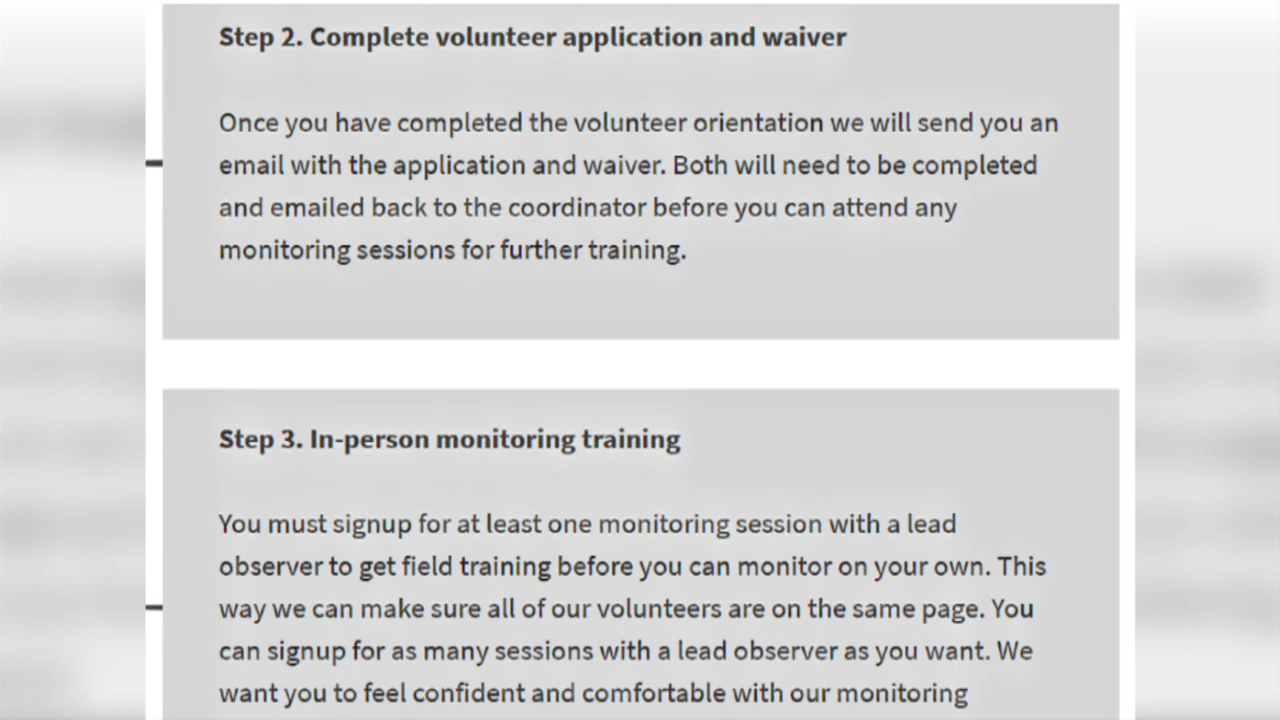 Step 2. Complete volunteer application and waiver
Once you have completed the volunteer orientation we will send you an
email with the application and waiver. Both will need to be completed
and emailed back to the coordinator before you can attend any
monitoring sessions for further training.
Step 3. In-person monitoring training
You must signup for at least one monitoring session with a lead
observer to get field training before you can monitor on your own. This
way we can make sure all of our volunteers are on the same page. You
can signup for as many sessions with a lead observer as you want. We
want you to feel confident and comfortable with our monitoring